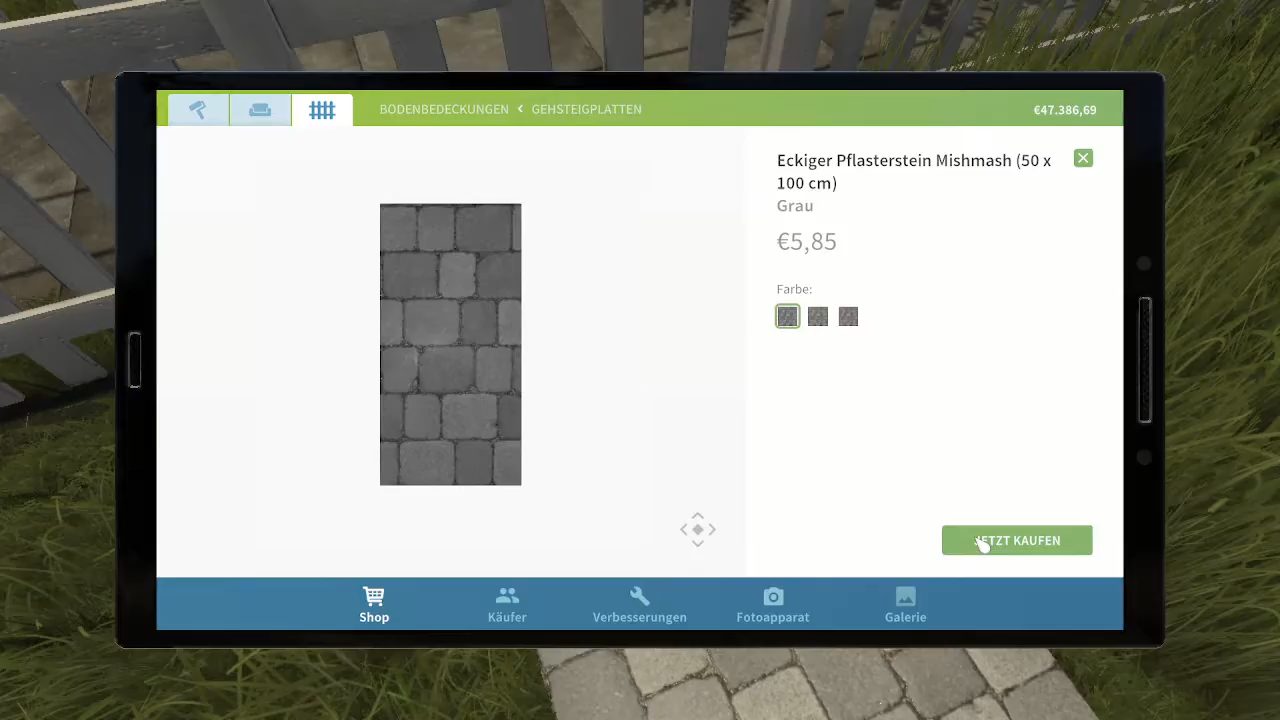 BODENBEDECKUNGEN < GEHSTEIGPLATTEN
€47.386,69
Eckiger Pflasterstein Mishmash (50 x
100 cm)
Grau
€5,85
Farbe:
JETZT KAUFEN
Shop
Käufer
Verbesserungen
Fotoapparat
Galerie